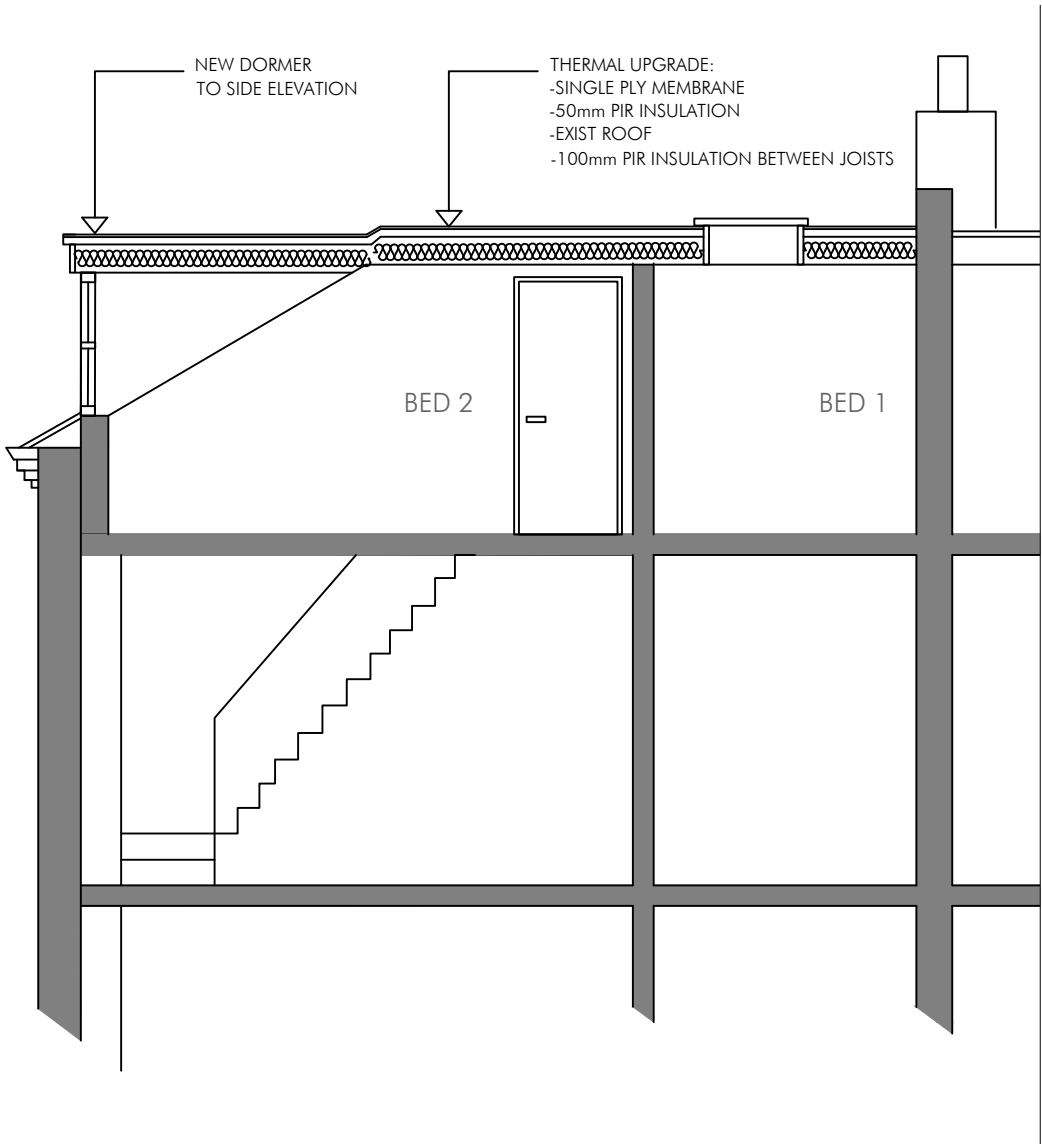 NEW DORMER
TO SIDE ELEVATION
THERMAL UPGRADE:
-SINGLE PLY MEMBRANE
-50mm PIR INSULATION
-EXIST ROOF
-100mm PIR INSULATION BETWEEN JOISTS
BED 2
BED 1